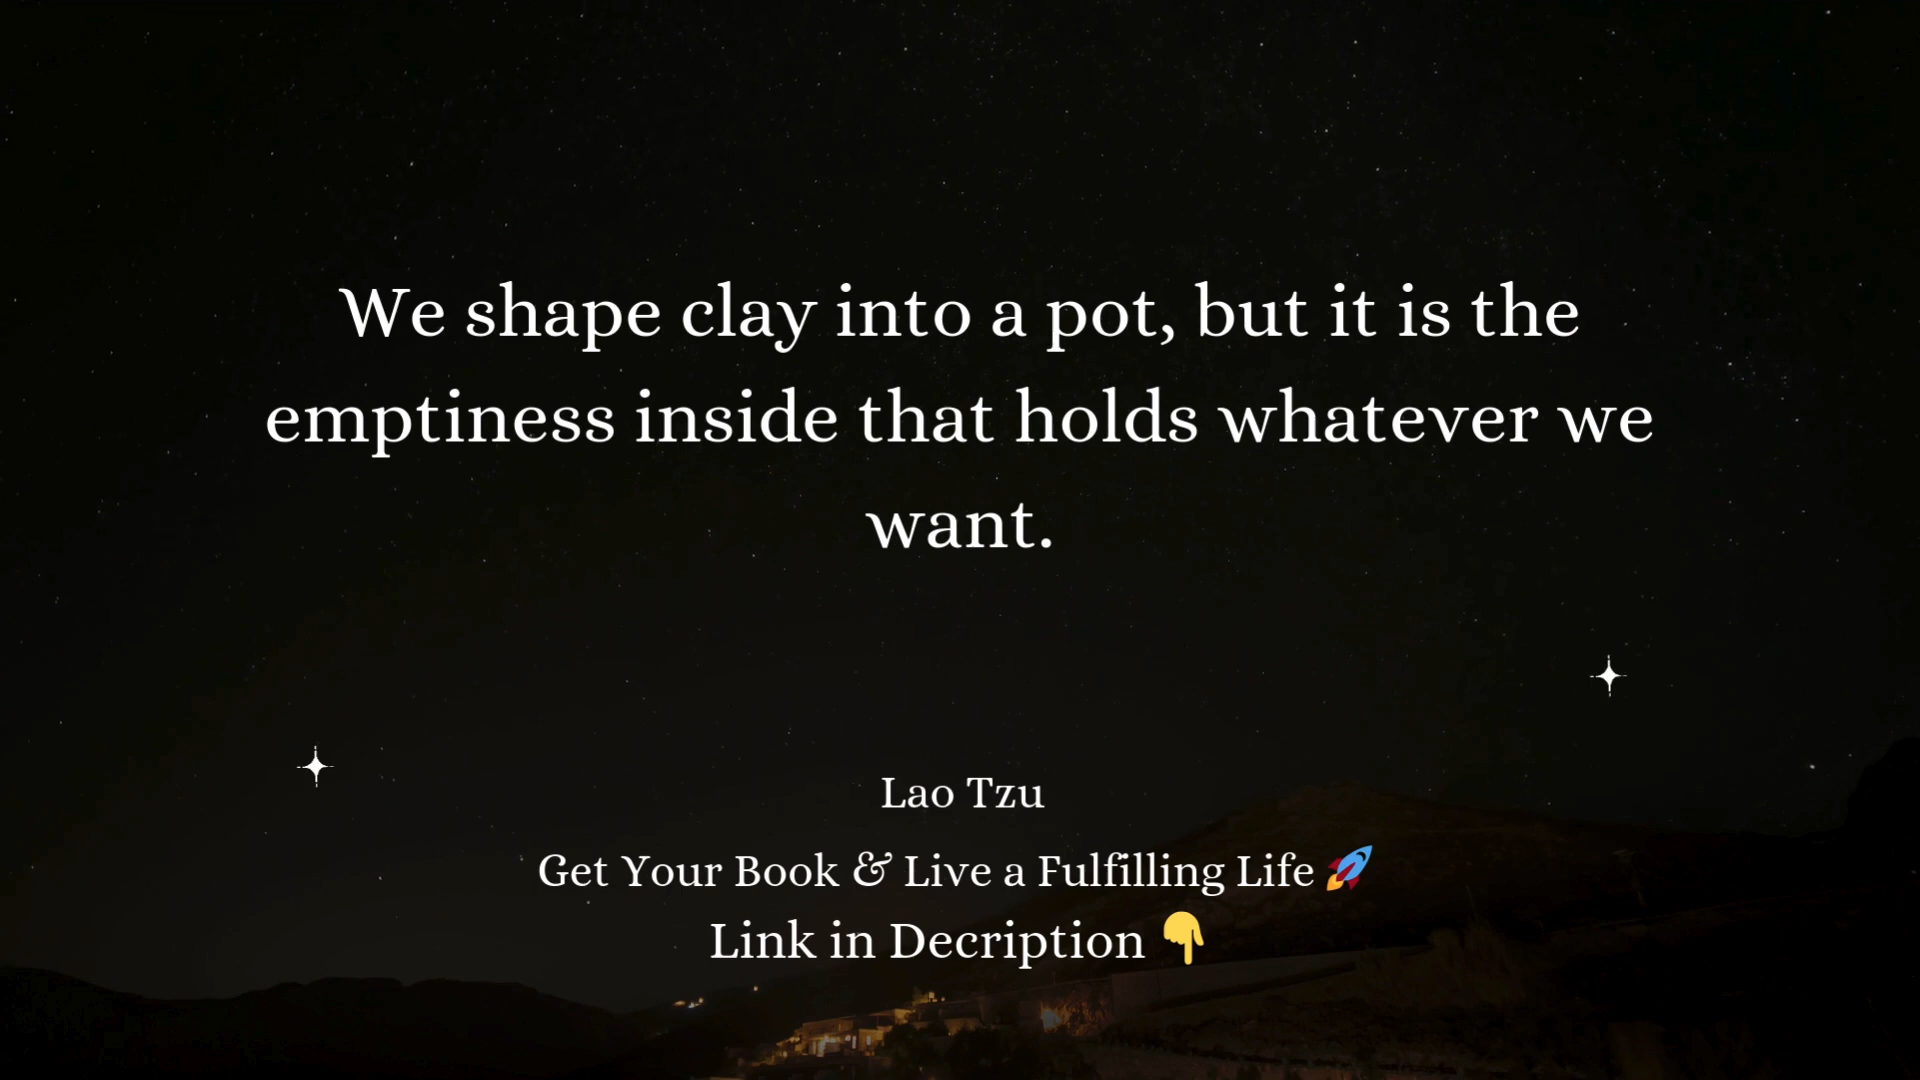 We shape clay into a pot, but it is the
emptiness inside that holds whatever we
want.
Lao Tzu
Get Your Book & Live a Fulfilling Life 🚀
Link in Decription 👇